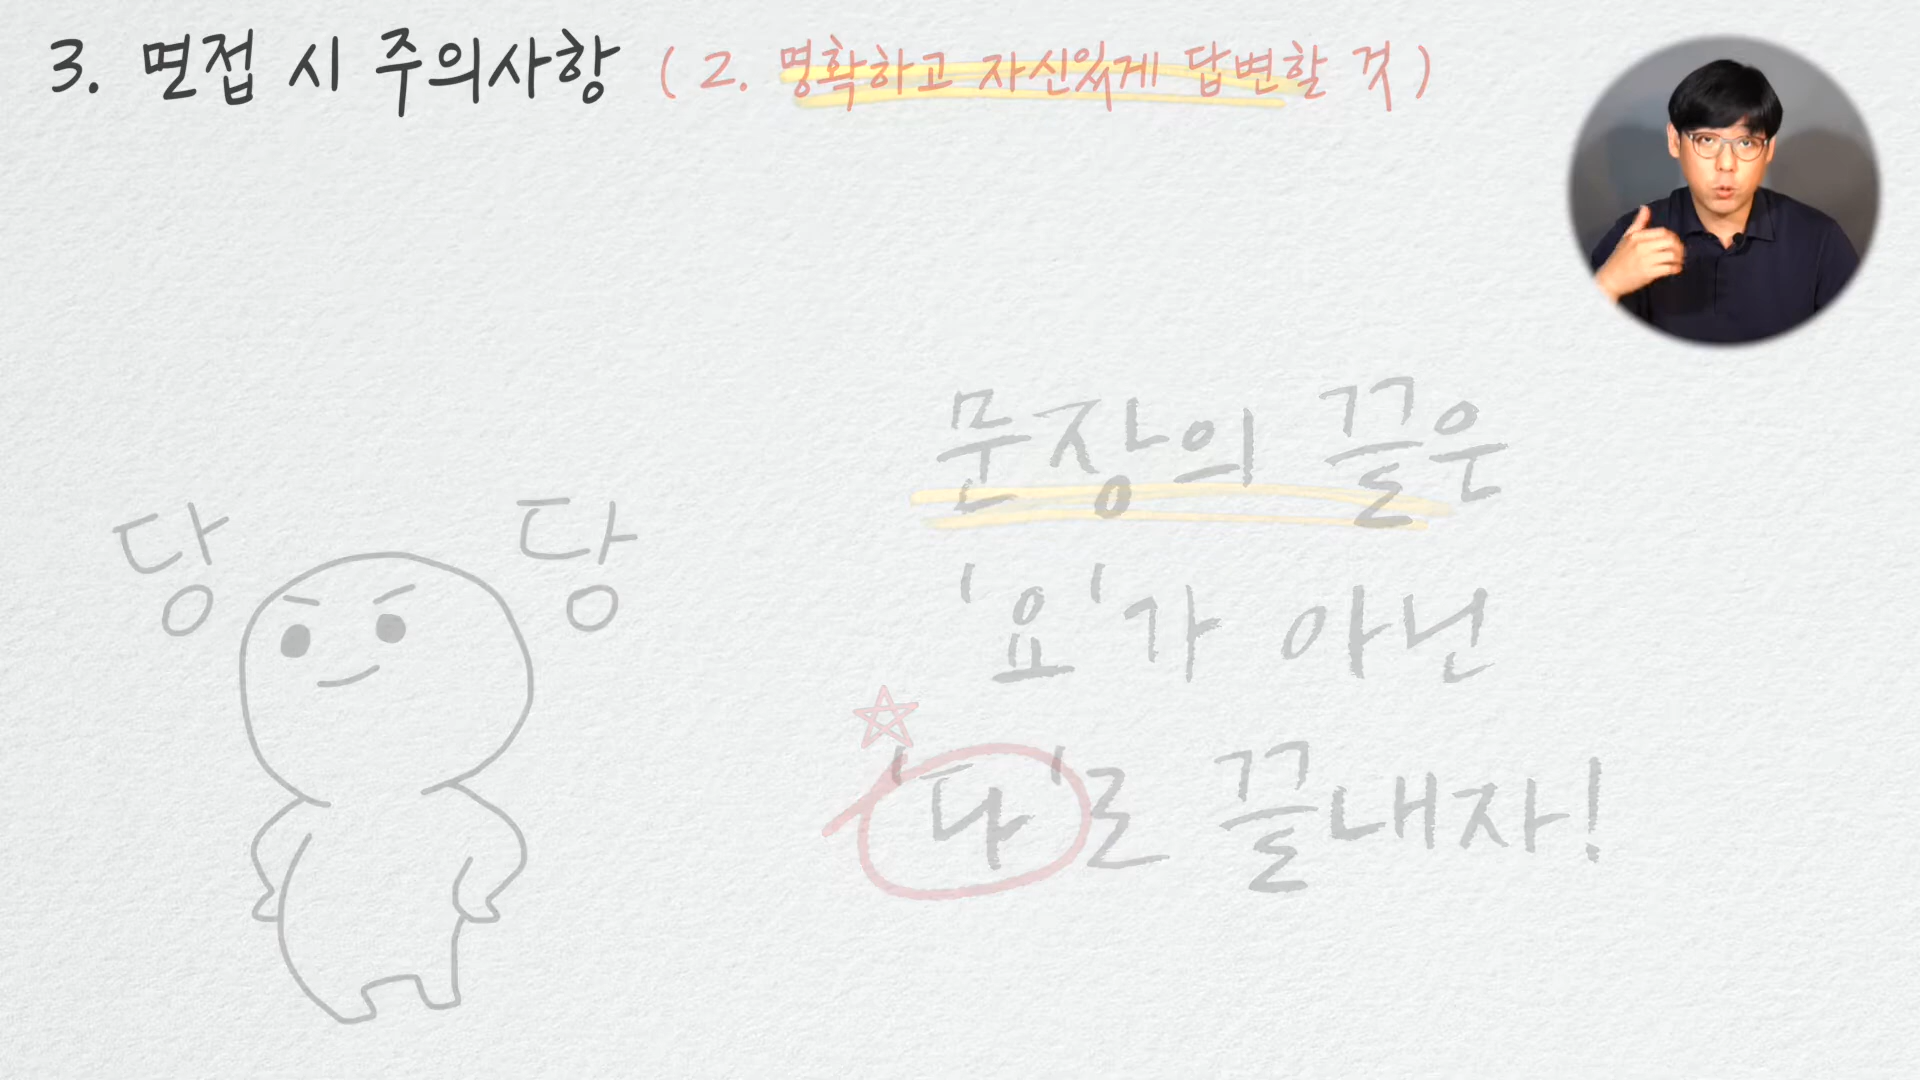 3. 면접 시 주의사항 ( 2. 명확하고 자신있게 답변할 것 )
당 당
문장의 끝은
'요'가 아닌
'다'로 끝내자!